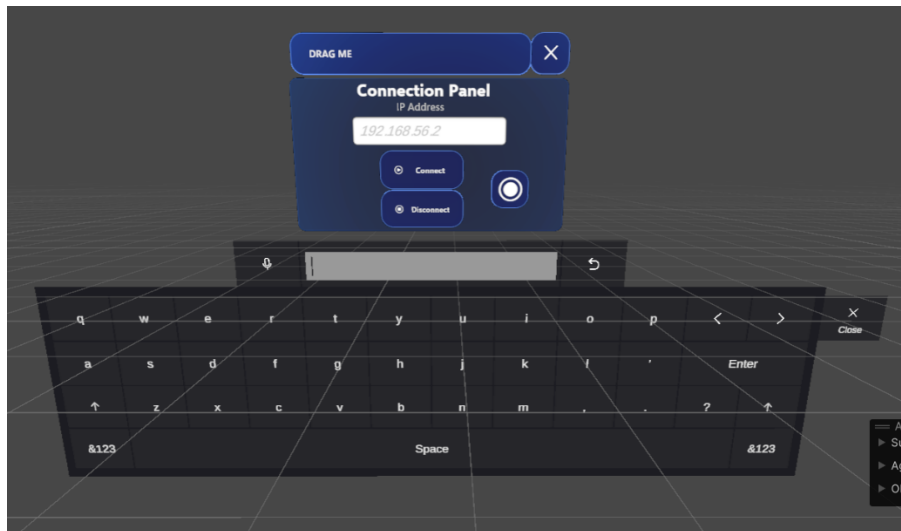 DRAG ME
Connection Panel
IP Address
192.168.56.2
Connect
Disconnect
q w e r t y u i o p < >
Close
a s d f g h j k l ' Enter
z x c v b n m , . ?
&123 Space &123